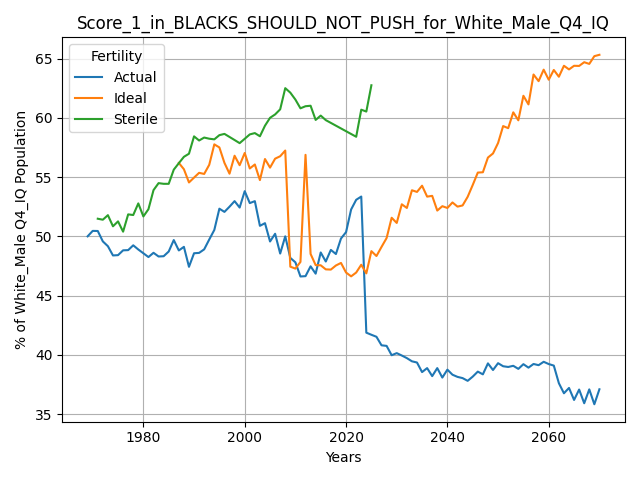 Score_1_in_BLACKS_SHOULD_NOT_PUSH_for_White_Male_Q4_IQ
Fertility
Actual
Ideal
Sterile
% of White_Male Q4_IQ Population
65
60
55
50
45
40
35
1980
2000
2020
2040
2060
Years